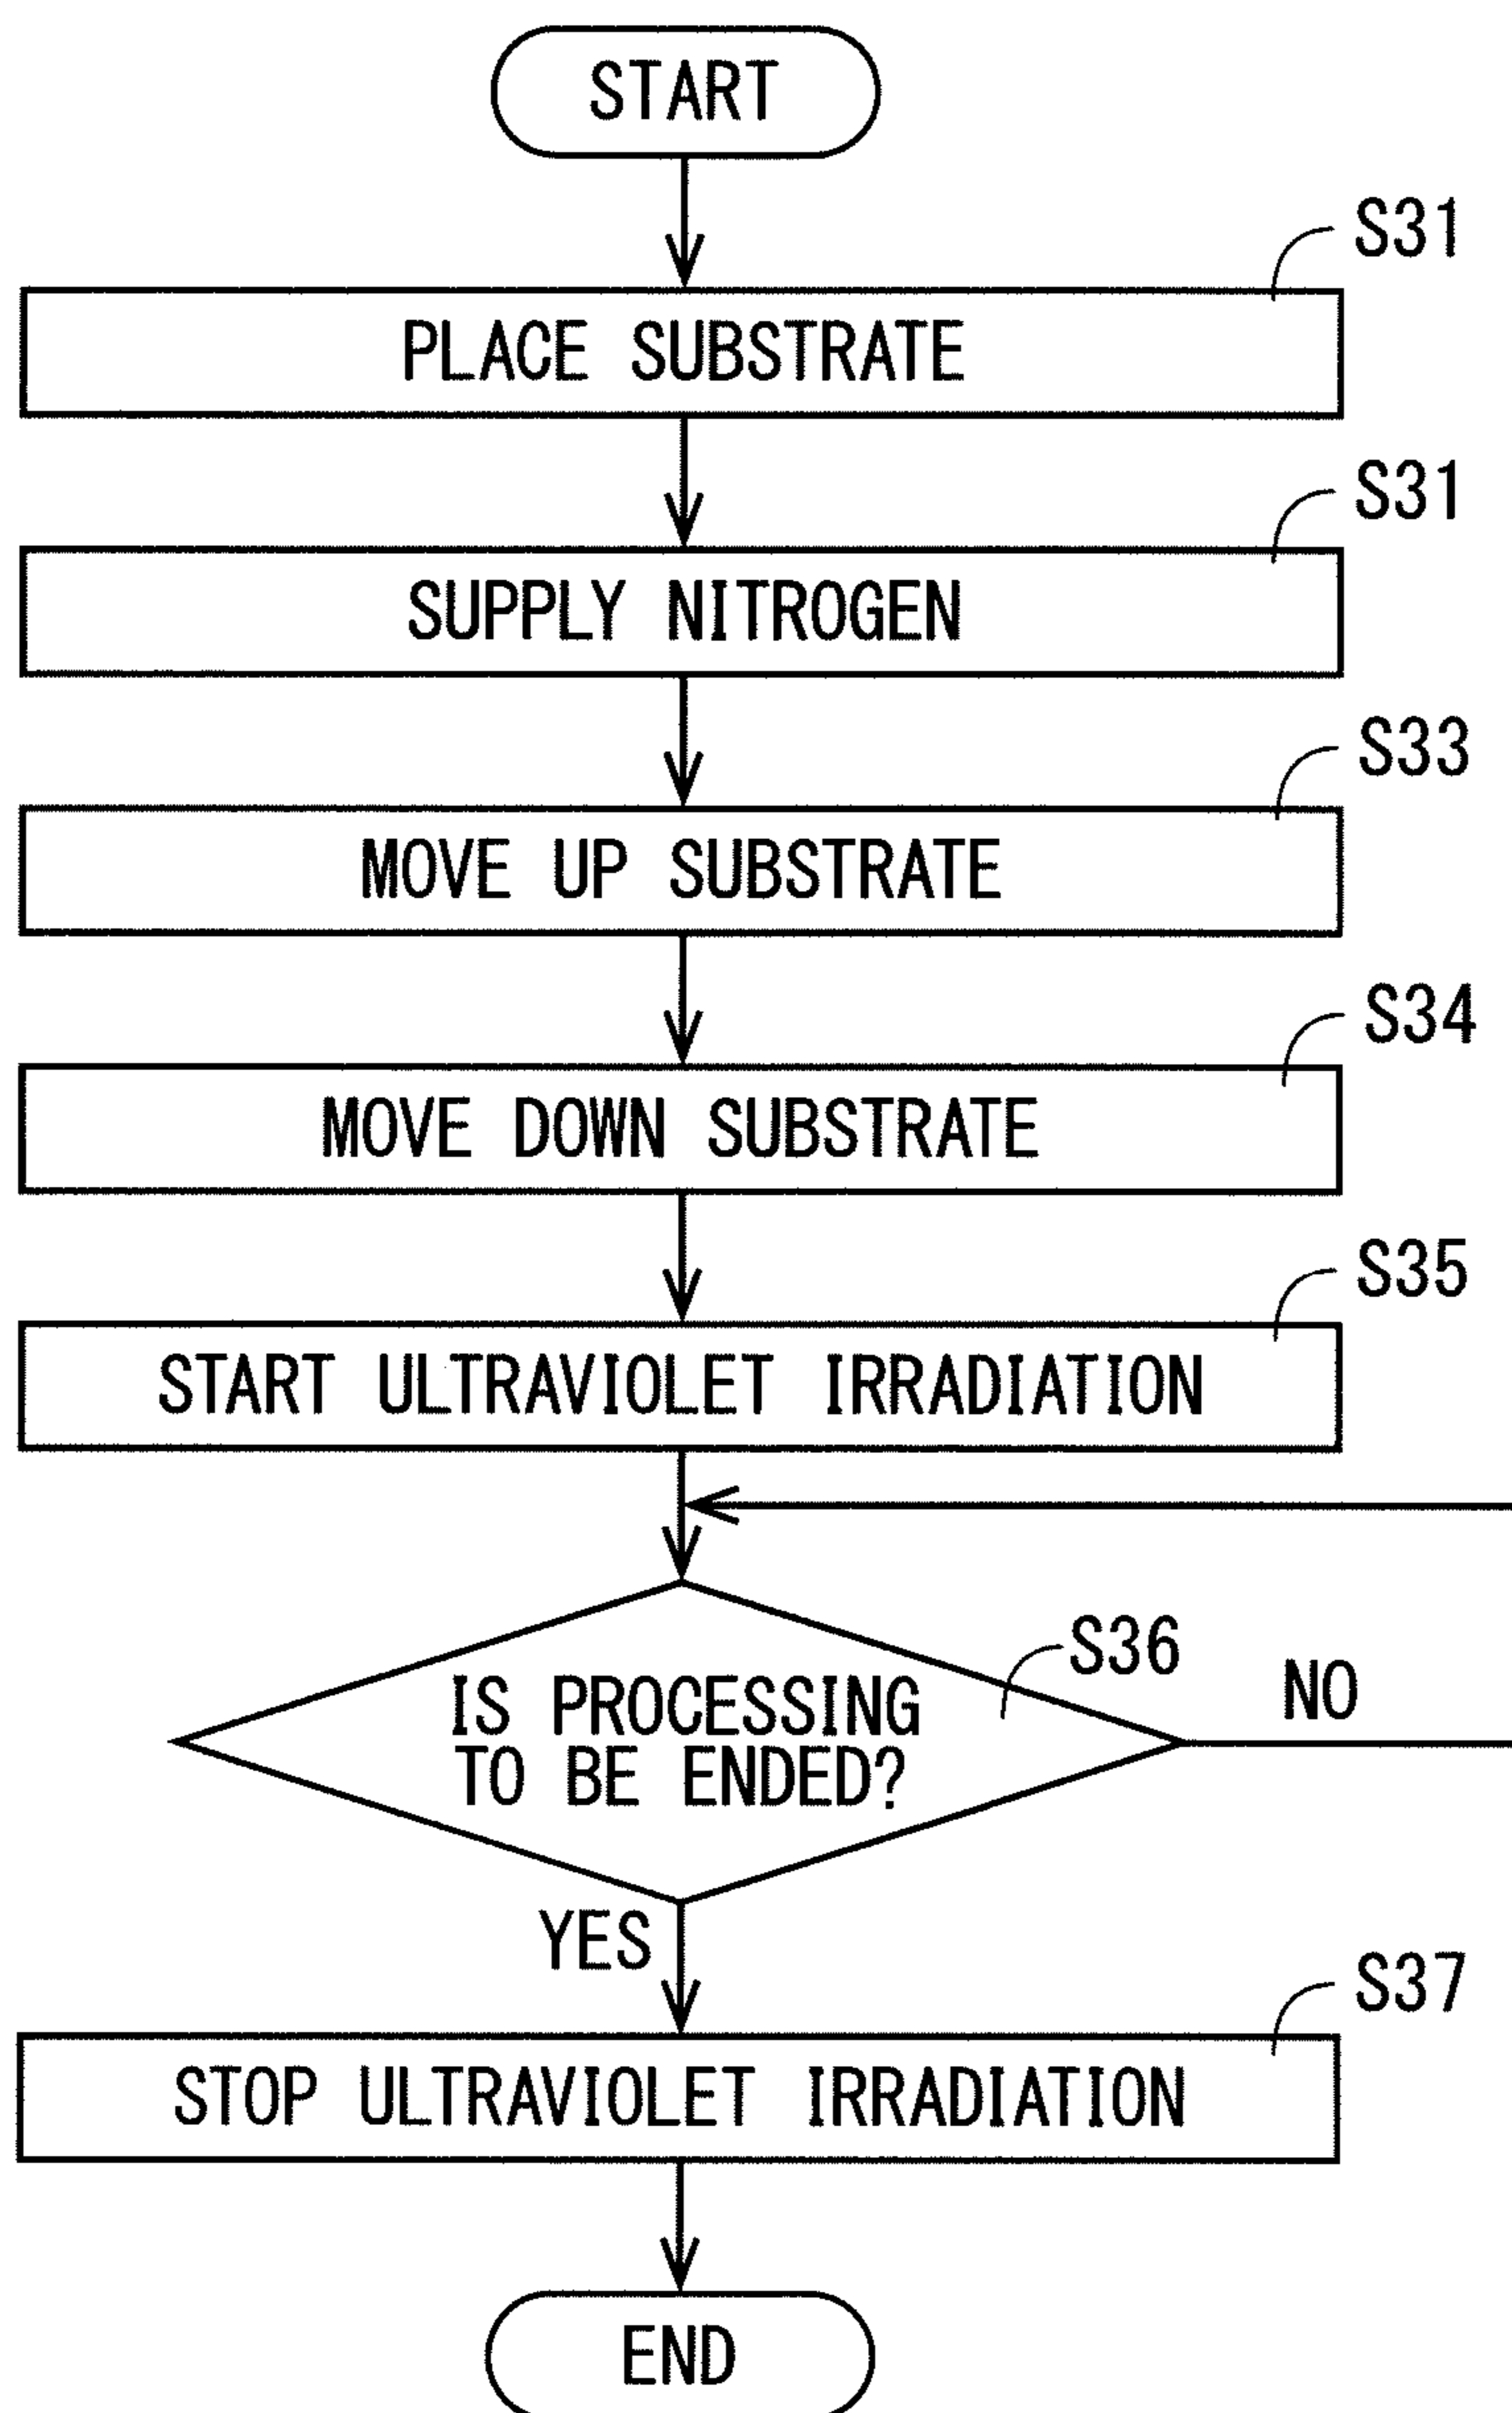 START
S31
PLACE SUBSTRATE
S31
SUPPLY NITROGEN
S33
MOVE UP SUBSTRATE
S34
MOVE DOWN SUBSTRATE
S35
START ULTRAVIOLET IRRADIATION
S36
IS PROCESSING
TO BE ENDED?
NO
YES
S37
STOP ULTRAVIOLET IRRADIATION
END